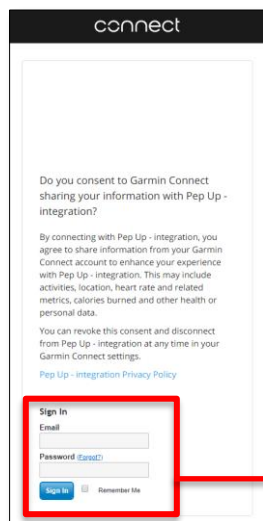 connect
Do you consent to Garmin Connect
sharing your information with Pep Up -
integration?
By connecting with Pep Up - integration, you
agree to share information from your Garmin
Connect account to enhance your experience
with Pep Up - integration. This may include
activities, location, heart rate and related
metrics, calories burned and other health or
personal data.
You can revoke this consent and disconnect
from Pep Up - integration at any time in your
Garmin Connect settings.
Pep Up - integration Privacy Policy
Sign In
Email
Password (Forgot?)
Sign In Remember Me